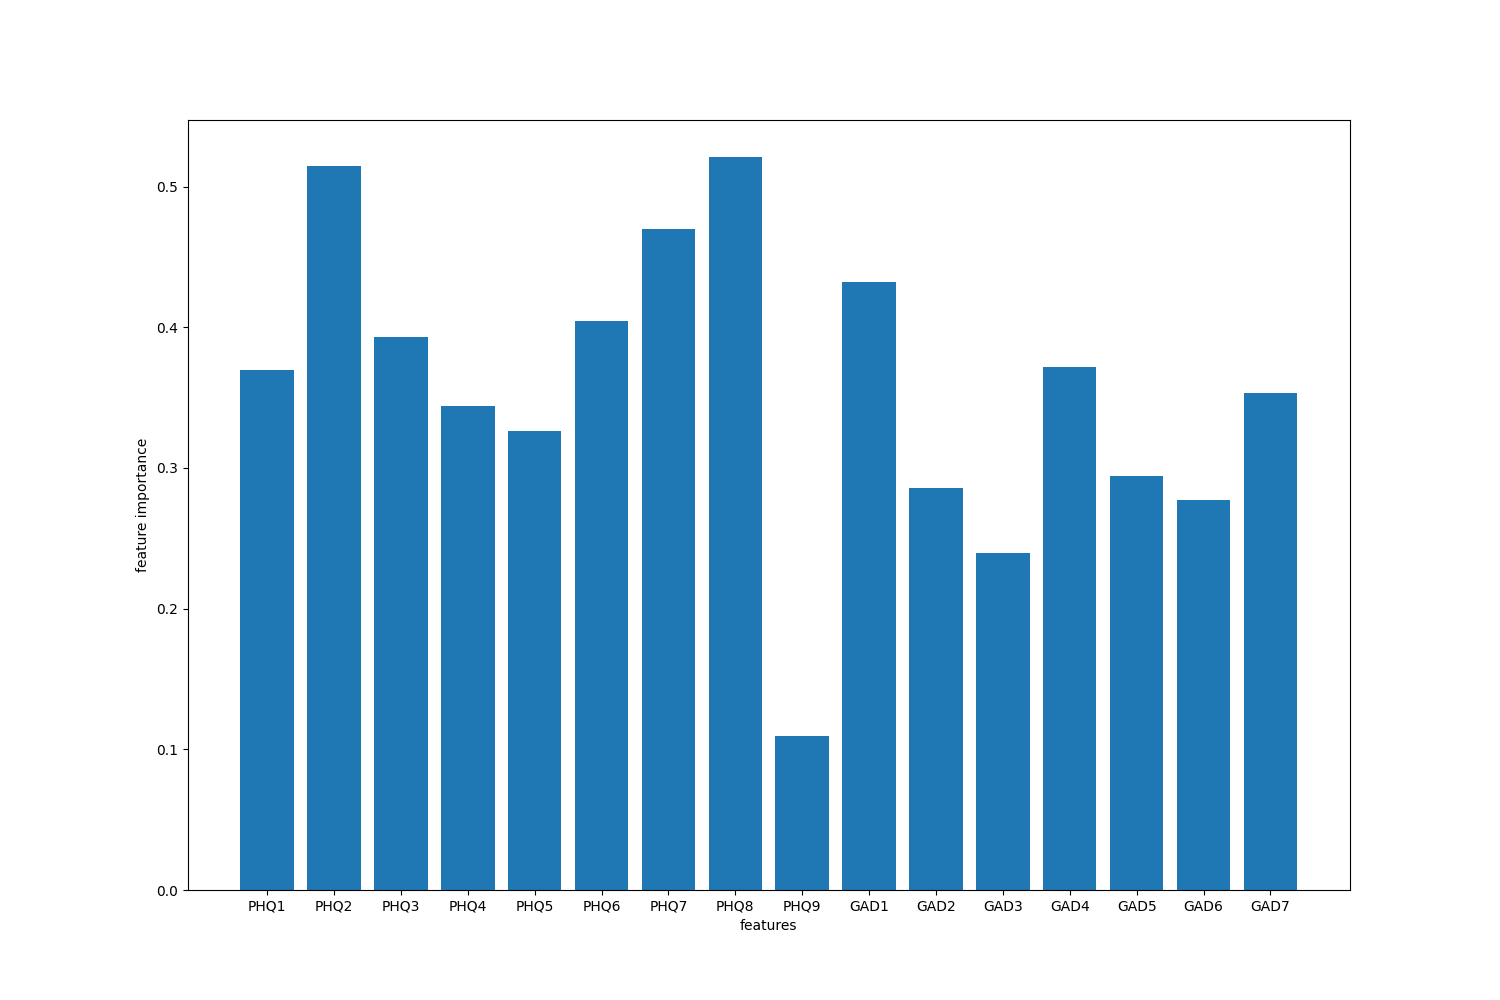 feature importance
0.5
0.4
0.3
0.2
0.1
0.0
PHQ1 PHQ2 PHQ3 PHQ4 PHQ5 PHQ6 PHQ7 PHQ8 PHQ9 GAD1 GAD2 GAD3 GAD4 GAD5 GAD6 GAD7
features